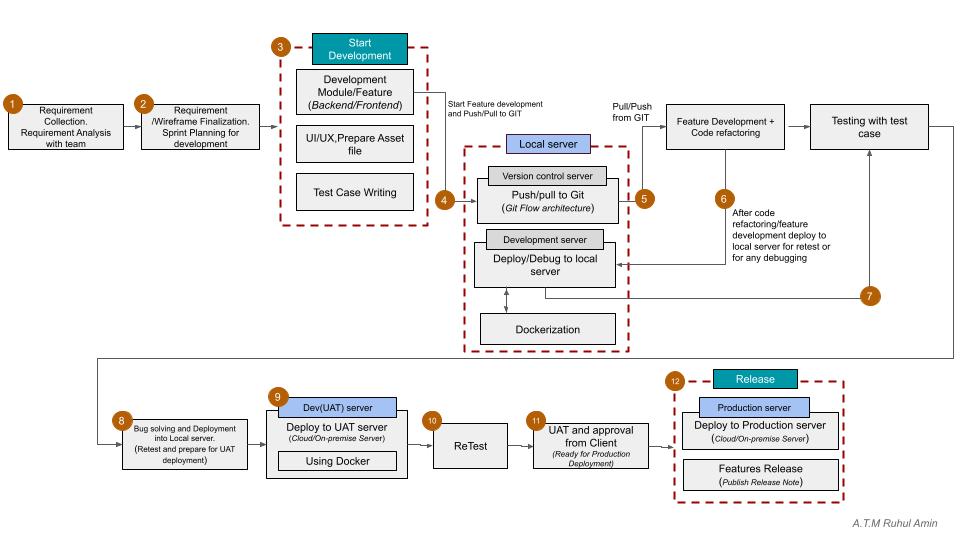 1
Requirement
Collection.
Requirement Analysis
with team
2
Requirement
/Wireframe Finalization.
Sprint Planning for
development
3
Start
Development
Development
Module/Feature
(Backend/Frontend)
UI/UX,Prepare Asset
file
Test Case Writing
Start Feature development
and Push/Pull to GIT
4
Local server
Version control server
Push/pull to Git
(Git Flow architecture)
Development server
Deploy/Debug to local
server
Dockerization
Pull/Push
from GIT
5
Feature Development +
Code refactoring
6
After code
refactoring/feature
development deploy to
local server for retest or
for any debugging
Testing with test
case
7
8
Bug solving and Deployment
into Local server.
(Retest and prepare for UAT
deployment)
9
Dev(UAT) server
Deploy to UAT server
(Cloud/On-premise Server)
Using Docker
10
ReTest
11
UAT and approval
from Client
(Ready for Production
Deployment)
12
Release
Production server
Deploy to Production server
(Cloud/On-premise Server)
Features Release
(Publish Release Note)
A.T.M Ruhul Amin